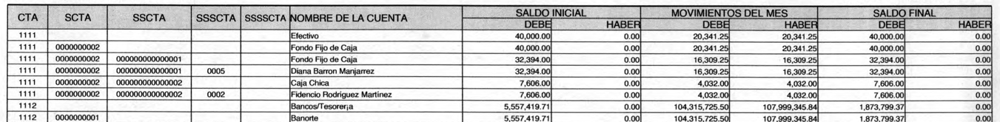 CTA SCTA SSCTA SSSCTA SSSSCTA NOMBRE DE LA CUENTA SALDO INICIAL MOVIMIENTOS DEL MES SALDO FINAL
DEBE HABER DEBE HABER DEBE HABER
1111 Efectivo 40,000.00 0.00 20,341.25 20,341.25 40,000.00 0.00
1111 0000000002 Fondo Fijo de Caja 40,000.00 0.00 20,341.25 20,341.25 40,000.00 0.00
1111 0000000002 000000000000001 Fondo Fijo de Caja 32,394.00 0.00 16,309.25 16,309.25 32,394.00 0.00
1111 0000000002 000000000000001 0005 Diana Barron Manjarrez 32,394.00 0.00 16,309.25 16,309.25 32,394.00 0.00
1111 0000000002 000000000000002 Caja Chica 7,606.00 0.00 4,032.00 4,032.00 7,606.00 0.00
1111 0000000002 000000000000002 0002 Fidencio Rodriguez Martinez 7,606.00 0.00 4,032.00 4,032.00 7,606.00 0.00
1112 Bancos/Tesorer¡a 5,557,419.71 0.00 104,315,725.50 107,999,345.84 1,873,799.37 0.00
1112 0000000001 Banorte 5,557,419.71 0.00 104,315,725.50 107,999,345.84 1,873,799.37 0.00